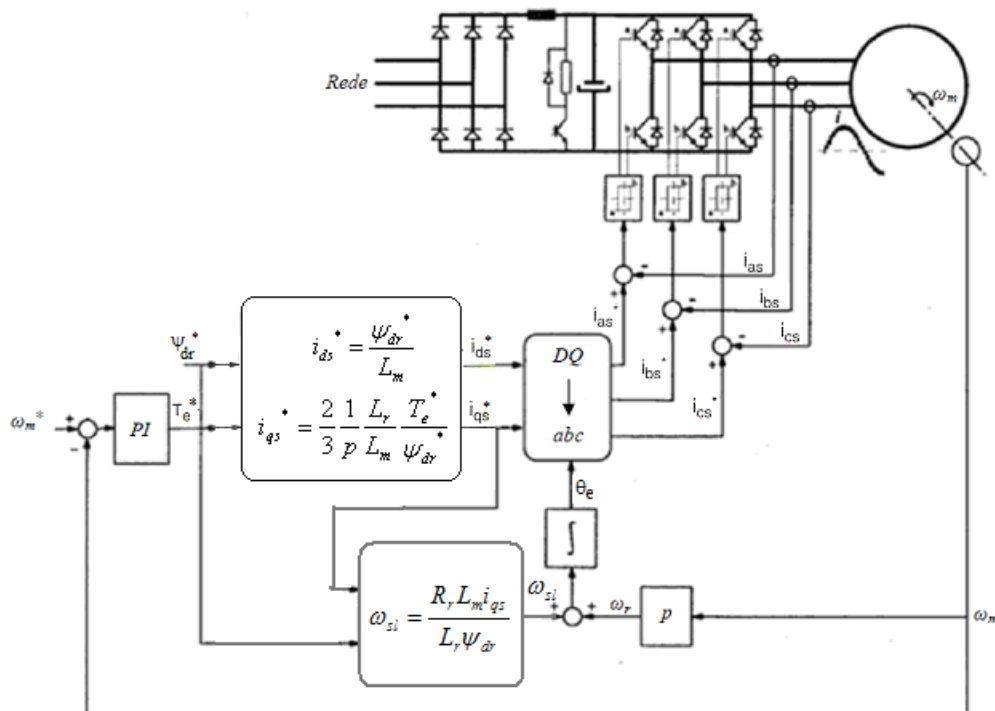 Rede
ω_m
i
i_as
i_bs
i_cs
i_as*
i_bs*
i_cs*
Ψ_dr*
i_ds* = Ψ_dr* / L_m
i_ds*
DQ
abc
ω_m*
+
-
PI
T_e*
i_qs* = 2/3 1/p L_r/L_m T_e*/Ψ_dr*
i_qs*
θ_e
∫
ω_sl = R_r L_m i_qs / L_r Ψ_dr
ω_sl
+
+
ω_r
p
ω_m